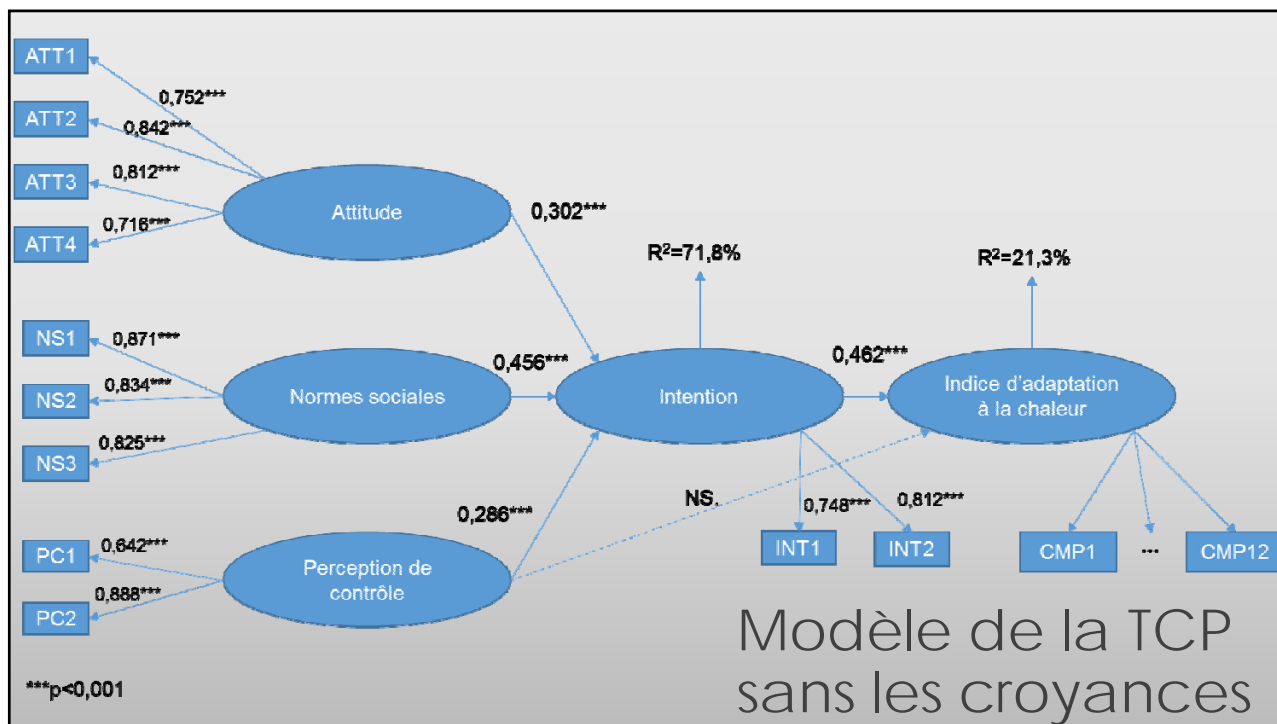 ATT1
0,752***
ATT2
0,842***
ATT3
0,812***
ATT4
0,716***
Attitude
0,302***
R²=71,8%
R²=21,3%
NS1
0,871***
NS2
0,834***
NS3
0,825***
Normes sociales
0,456***
Intention
0,462***
Indice d'adaptation
à la chaleur
PC1
0,642***
PC2
0,888***
Perception de
contrôle
0,286***
NS.
0,748***
0,812***
INT1
INT2
CMP1
...
CMP12
Modèle de la TCP
sans les croyances
***p<0,001